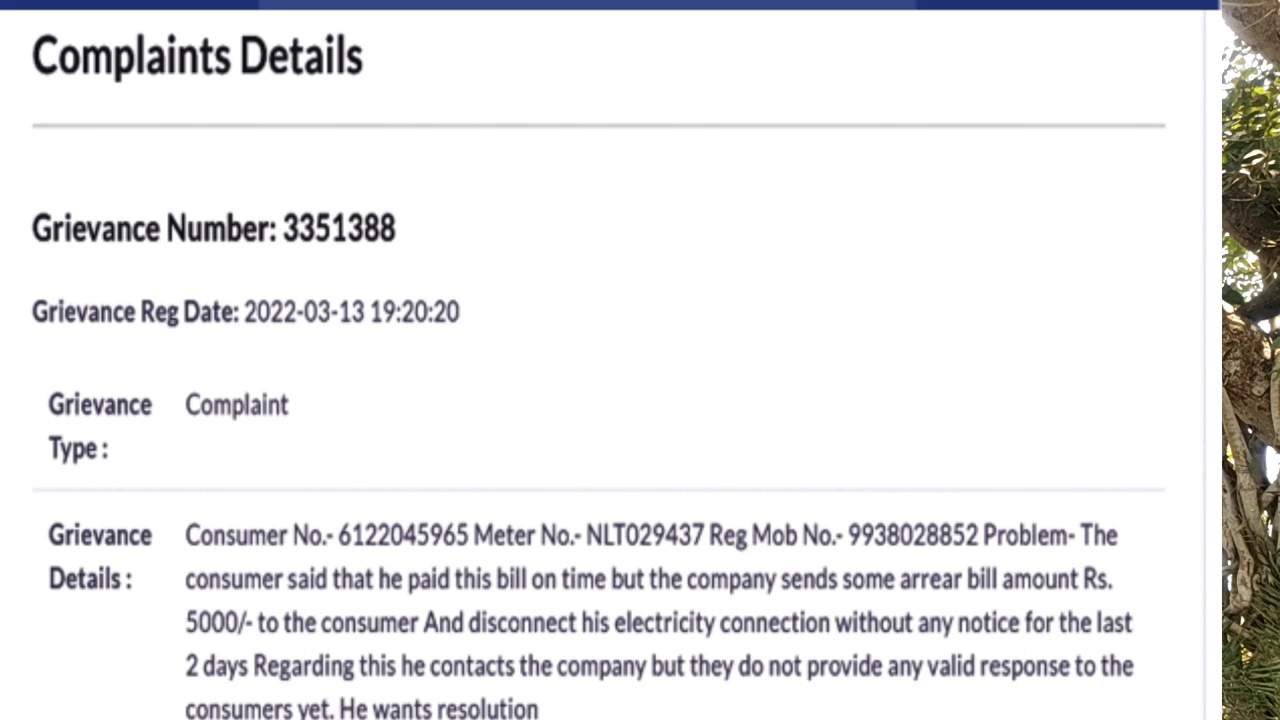 Complaints Details
Grievance Number: 3351388
Grievance Reg Date: 2022-03-13 19:20:20
Grievance Type : Complaint
Grievance Details : Consumer No.- 6122045965 Meter No.- NLT029437 Reg Mob No.- 9938028852 Problem- The
consumer said that he paid this bill on time but the company sends some arrear bill amount Rs.
5000/- to the consumer And disconnect his electricity connection without any notice for the last
2 days Regarding this he contacts the company but they do not provide any valid response to the
consumers yet. He wants resolution